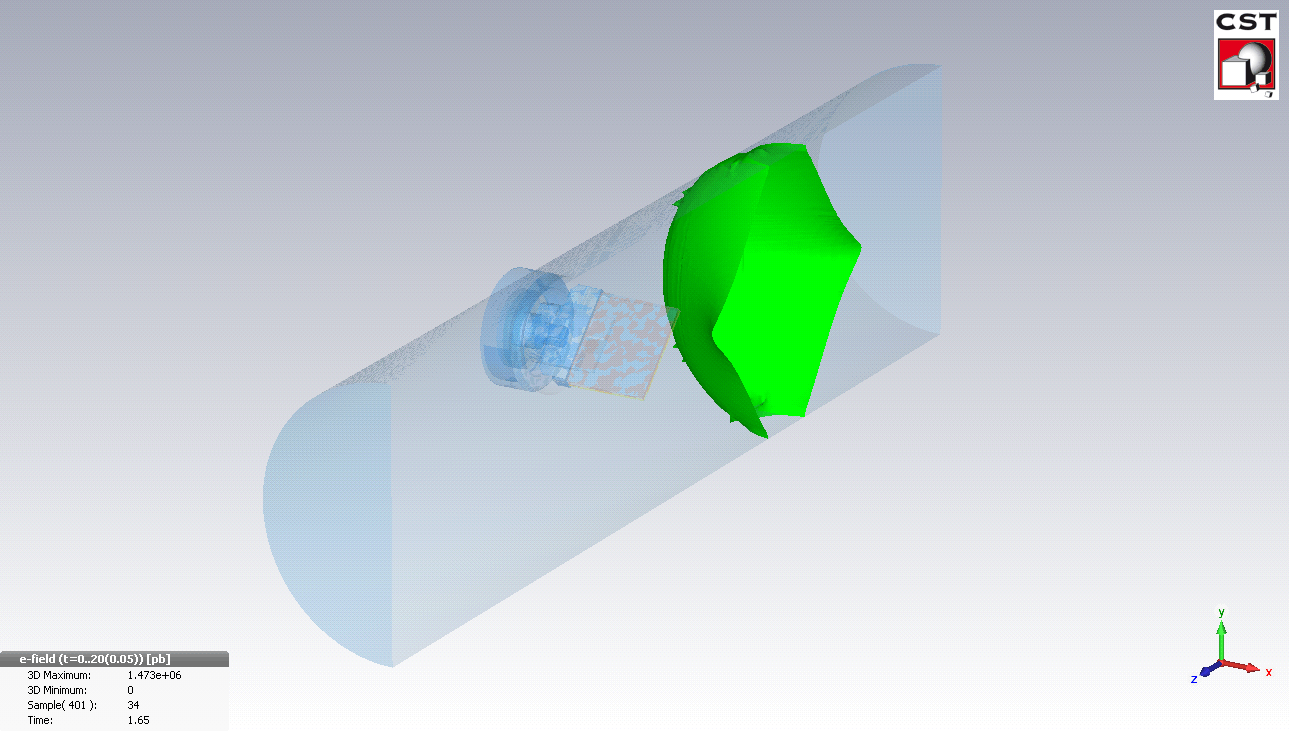 CST
y
x
z
e-field (t=0..20(0.05)) [pb]
3D Maximum: 1.473e+06
3D Minimum: 0
Sample( 401 ): 34
Time: 1.65